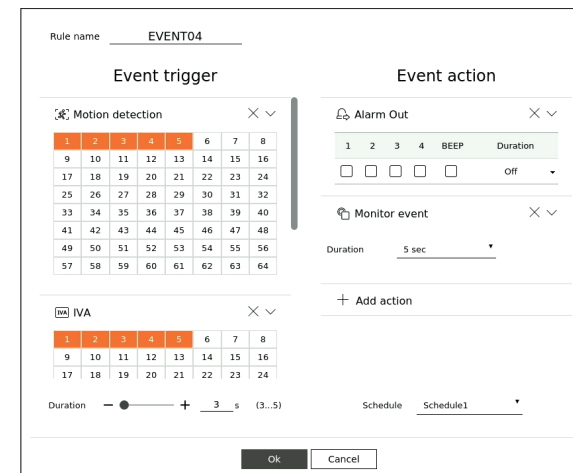 Rule name EVENT04
Event trigger
Motion detection
1 2 3 4 5 6 7 8
9 10 11 12 13 14 15 16
17 18 19 20 21 22 23 24
25 26 27 28 29 30 31 32
33 34 35 36 37 38 39 40
41 42 43 44 45 46 47 48
49 50 51 52 53 54 55 56
57 58 59 60 61 62 63 64
IVA IVA
1 2 3 4 5 6 7 8
9 10 11 12 13 14 15 16
17 18 19 20 21 22 23 24
Duration 3 s (3...5)
Event action
Alarm Out
1 2 3 4 BEEP Duration
Off
Monitor event
Duration 5 sec
+ Add action
Schedule Schedule1
Ok Cancel